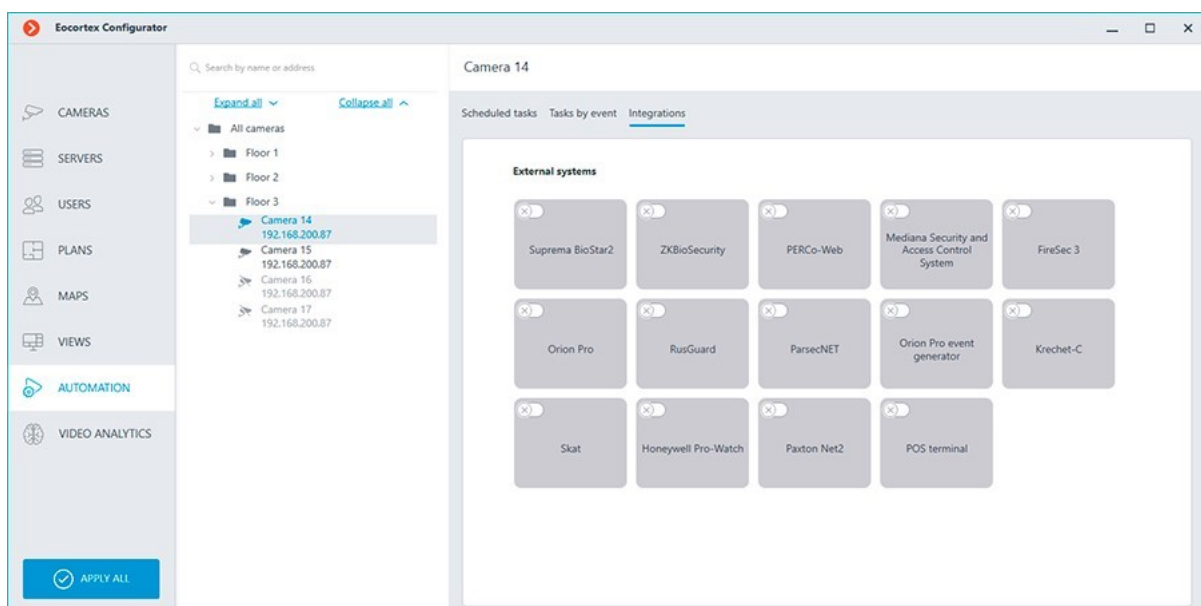 Eocortex Configurator
Search by name or address
Camera 14
Expand all
Collapse all
Scheduled tasks
Tasks by event
Integrations
CAMERAS
SERVERS
USERS
PLANS
MAPS
VIEWS
AUTOMATION
VIDEO ANALYTICS
APPLY ALL
All cameras
Floor 1
Floor 2
Floor 3
Camera 14
192.168.200.87
Camera 15
192.168.200.87
Camera 16
192.168.200.87
Camera 17
192.168.200.87
External systems
Suprema BioStar2
ZKBioSecurity
PERCo-Web
Mediana Security and
Access Control
System
FireSec 3
Orion Pro
RusGuard
ParsecNET
Orion Pro event
generator
Krechet-C
Skat
Honeywell Pro-Watch
Paxton Net2
POS terminal